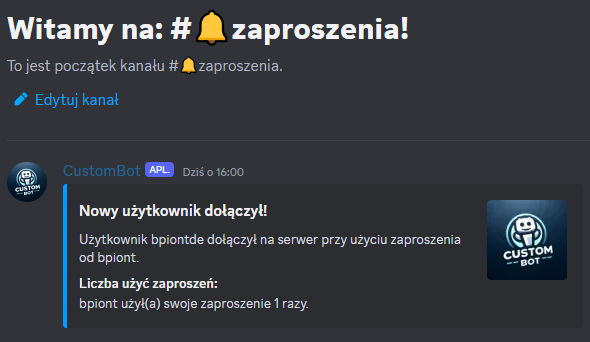 Witamy na: #🔔zaproszenia!
To jest początek kanału #🔔zaproszenia.
Edytuj kanał
CUSTOM
BOT
CustomBot APL. Dziś o 16:00
Nowy użytkownik dołączył!
Użytkownik bpiontde dołączył na serwer przy użyciu zaproszenia
od bpiont.
Liczba użyć zaproszeń:
bpiont użył(a) swoje zaproszenie 1 razy.
CUSTOM
BOT